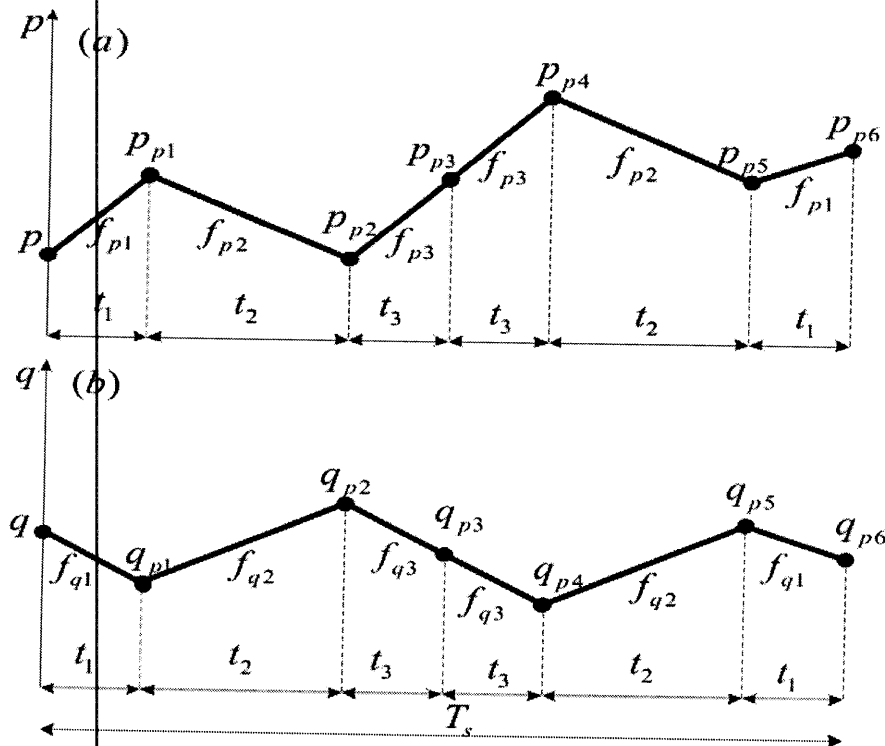 p (a)
p_{p4}
p_{p1} p_{p3} f_{p3} f_{p2} p_{p5} p_{p6}
p f_{p1} f_{p2} p_{p2} f_{p3} f_{p1}
t_1 t_2 t_3 t_3 t_2 t_1
q (b)
q_{p2} q_{p3} q_{p5}
q q_{p1} q_{p4} q_{p6}
f_{q1} f_{q2} f_{q3} f_{q3} f_{q2} f_{q1}
t_1 t_2 t_3 t_3 t_2 t_1
T_s